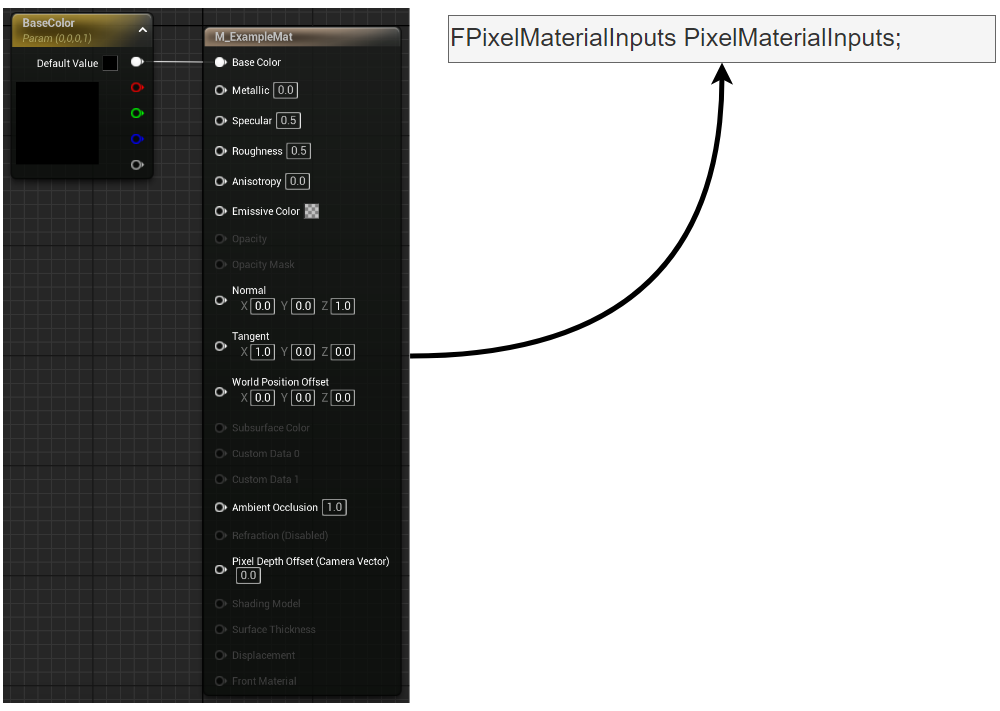 BaseColor
Param (0,0,0,1)
Default Value
M_ExampleMat
Base Color
Metallic 0.0
Specular 0.5
Roughness 0.5
Anisotropy 0.0
Emissive Color
Opacity
Opacity Mask
Normal
X 0.0 Y 0.0 Z 1.0
Tangent
X 1.0 Y 0.0 Z 0.0
World Position Offset
X 0.0 Y 0.0 Z 0.0
Subsurface Color
Custom Data 0
Custom Data 1
Ambient Occlusion 1.0
Refraction (Disabled)
Pixel Depth Offset (Camera Vector)
0.0
Shading Model
Surface Thickness
Displacement
Front Material
FPixelMaterialInputs PixelMaterialInputs;